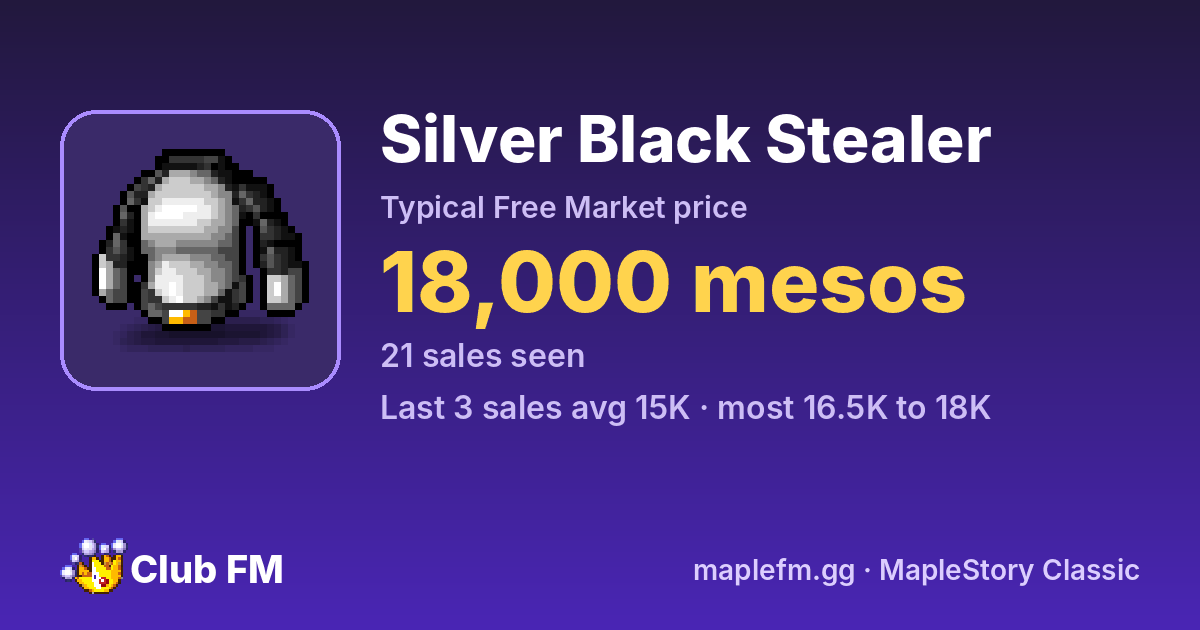 Silver Black Stealer
Typical Free Market price
18,000 mesos
21 sales seen
Last 3 sales avg 15K · most 16.5K to 18K
Club FM
maplefm.gg · MapleStory Classic